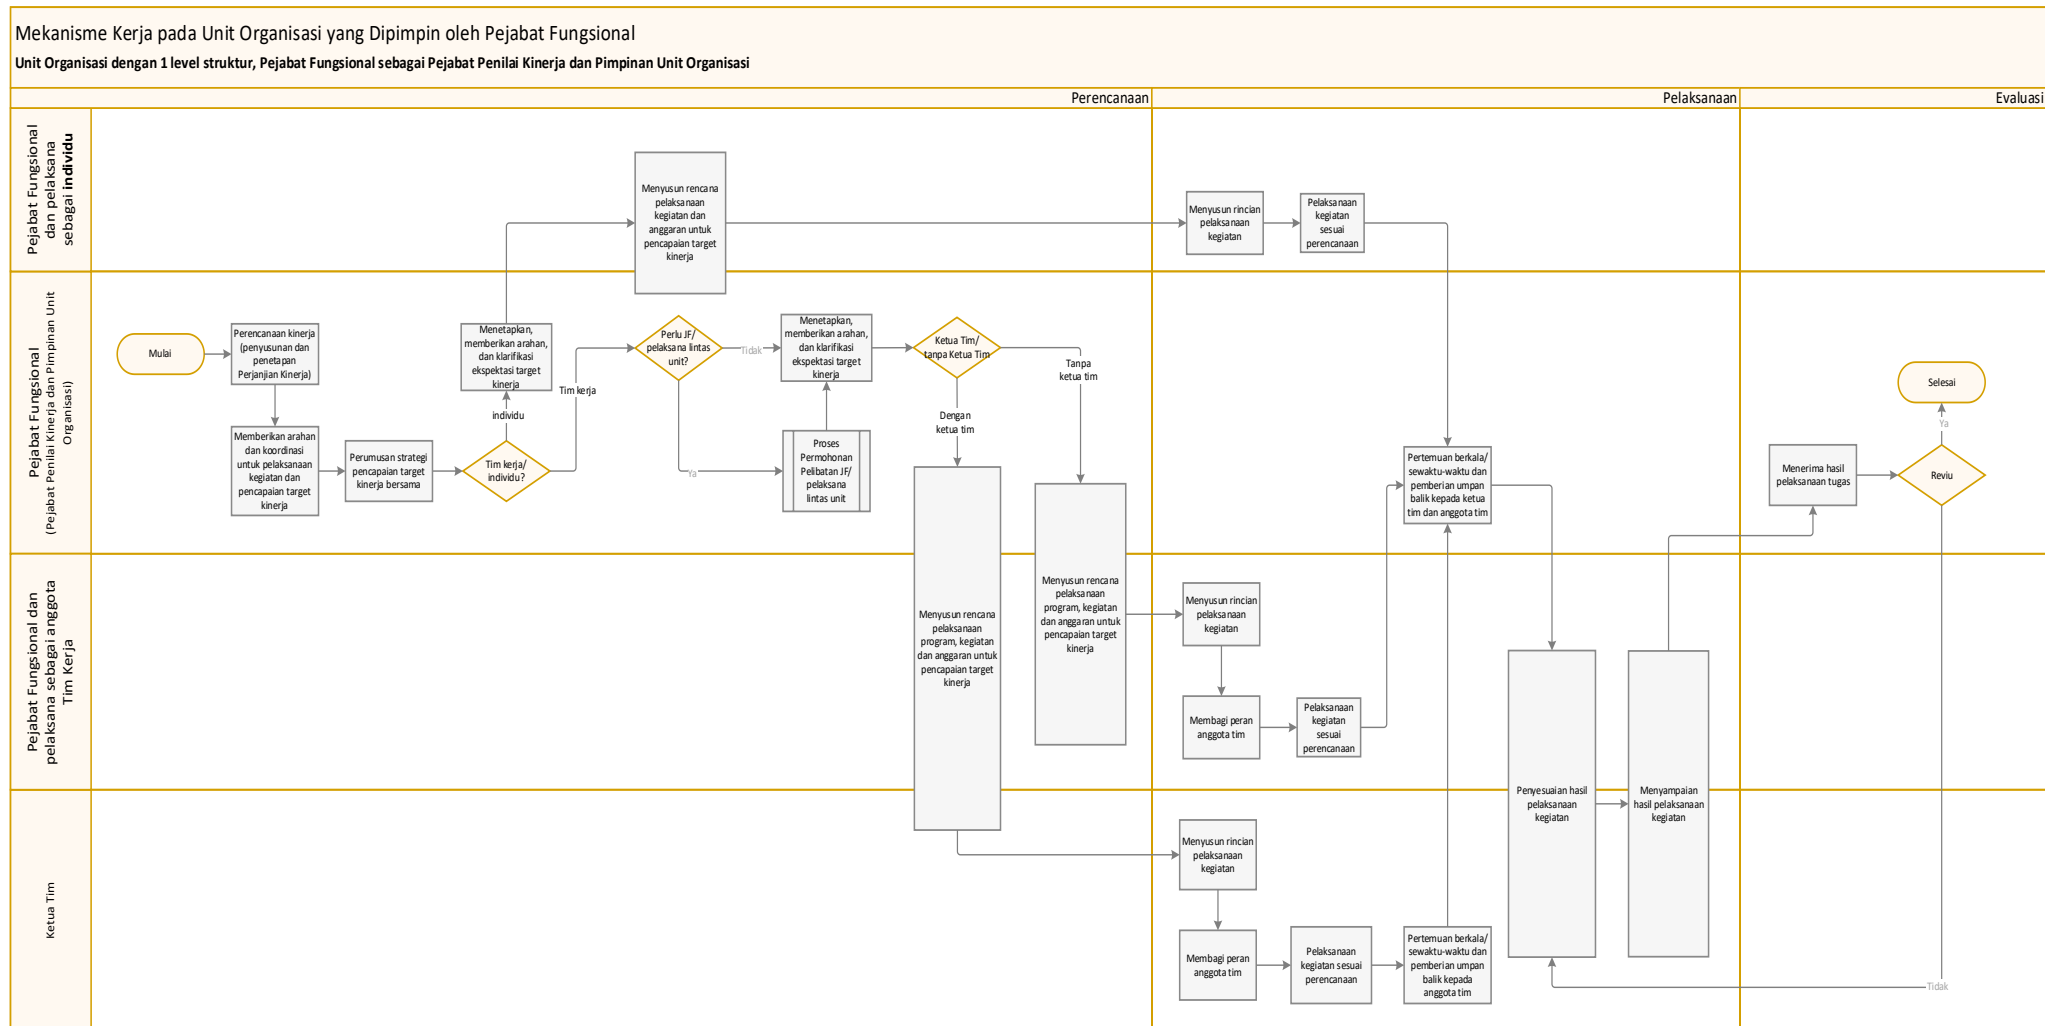 Mekanisme Kerja pada Unit Organisasi yang Dipimpin oleh Pejabat Fungsional
Unit Organisasi dengan 1 level struktur, Pejabat Fungsional sebagai Pejabat Penilai Kinerja dan Pimpinan Unit Organisasi
Perencanaan
Pelaksanaan
Evaluasi
Pejabat Fungsional
dan pelaksana
sebagai individu
Menyusun rencana
pelaksanaan
kegiatan dan
anggaran untuk
pencapaian target
kinerja
Menyusun rincian
pelaksanaan
kegiatan
Pelaksanaan
kegiatan
sesuai
perencanaan
Pejabat Fungsional
(Pejabat Penilai Kinerja dan Pimpinan Unit
Organisasi)
Mulai
Perencanaan kinerja
(penyusunan dan
penetapan
Perjanjian Kinerja)
Memberikan arahan
dan koordinasi
untuk pelaksanaan
kegiatan dan
pencapaian target
kinerja
Perumusan strategi
pencapaian target
kinerja bersama
Tim kerja/
individu?
individu
Tim kerja
Menetapkan,
memberikan arahan,
dan klarifikasi
ekspektasi target
kinerja
Perlu JF/
pelaksana lintas
unit?
Tidak
Ya
Proses
Permohonan
Pelibatan JF/
pelaksana
lintas unit
Menetapkan,
memberikan arahan,
dan klarifikasi
ekspektasi target
kinerja
Ketua Tim/
tanpa Ketua Tim
Dengan
ketua tim
Tanpa
ketua tim
Pertemuan berkala/
sewaktu-waktu dan
pemberian umpan
balik kepada ketua
tim dan anggota tim
Menerima hasil
pelaksanaan tugas
Reviu
Ya
Selesai
Tidak
Pejabat Fungsional dan
pelaksana sebagai anggota
Tim Kerja
Menyusun rencana
pelaksanaan
program, kegiatan
dan anggaran untuk
pencapaian target
kinerja
Menyusun rencana
pelaksanaan
program, kegiatan
dan anggaran untuk
pencapaian target
kinerja
Menyusun rincian
pelaksanaan
kegiatan
Membagi peran
anggota tim
Pelaksanaan
kegiatan
sesuai
perencanaan
Penyesuaian hasil
pelaksanaan
kegiatan
Menyampaian
hasil pelaksanaan
kegiatan
Ketua Tim
Menyusun rincian
pelaksanaan
kegiatan
Membagi peran
anggota tim
Pelaksanaan
kegiatan sesuai
perencanaan
Pertemuan berkala/
sewaktu-waktu dan
pemberian umpan
balik kepada
anggota tim